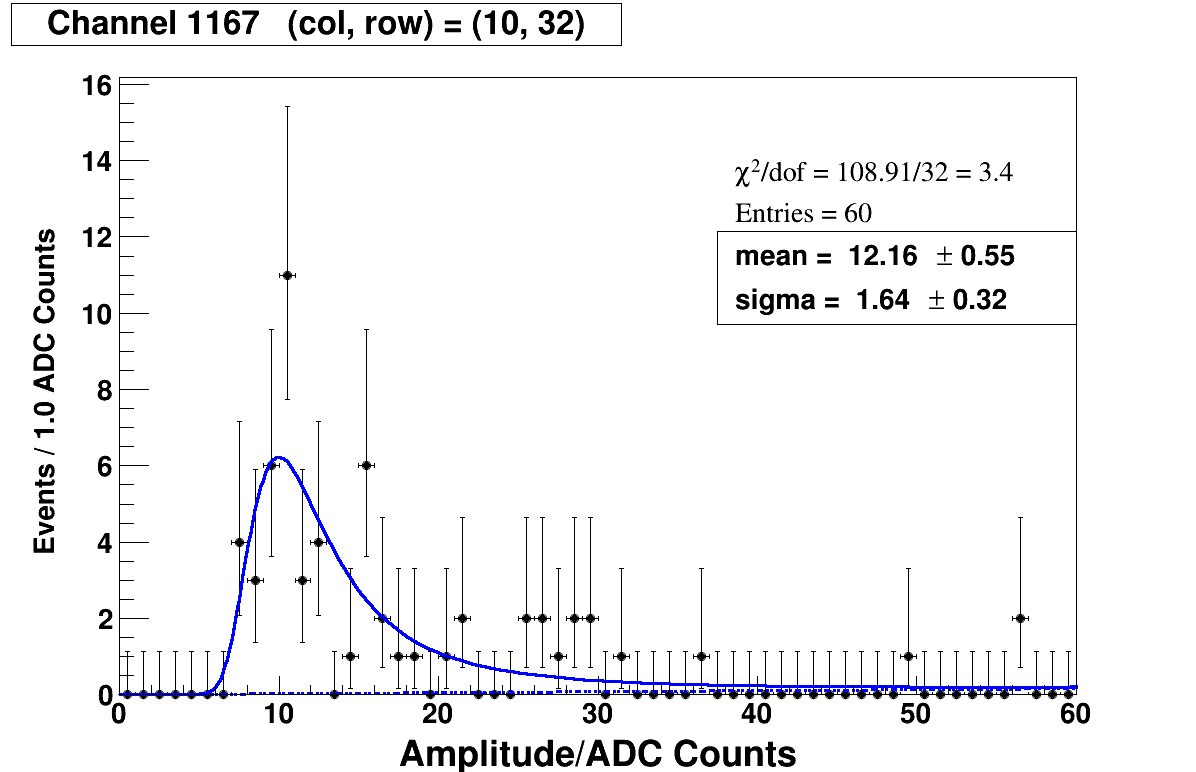 Channel 1167 (col, row) = (10, 32)
16
14
12
10
8
6
4
2
0
Events / 1.0 ADC Counts
χ²/dof = 108.91/32 = 3.4
Entries = 60
mean = 12.16 ± 0.55
sigma = 1.64 ± 0.32
0 10 20 30 40 50 60
Amplitude/ADC Counts